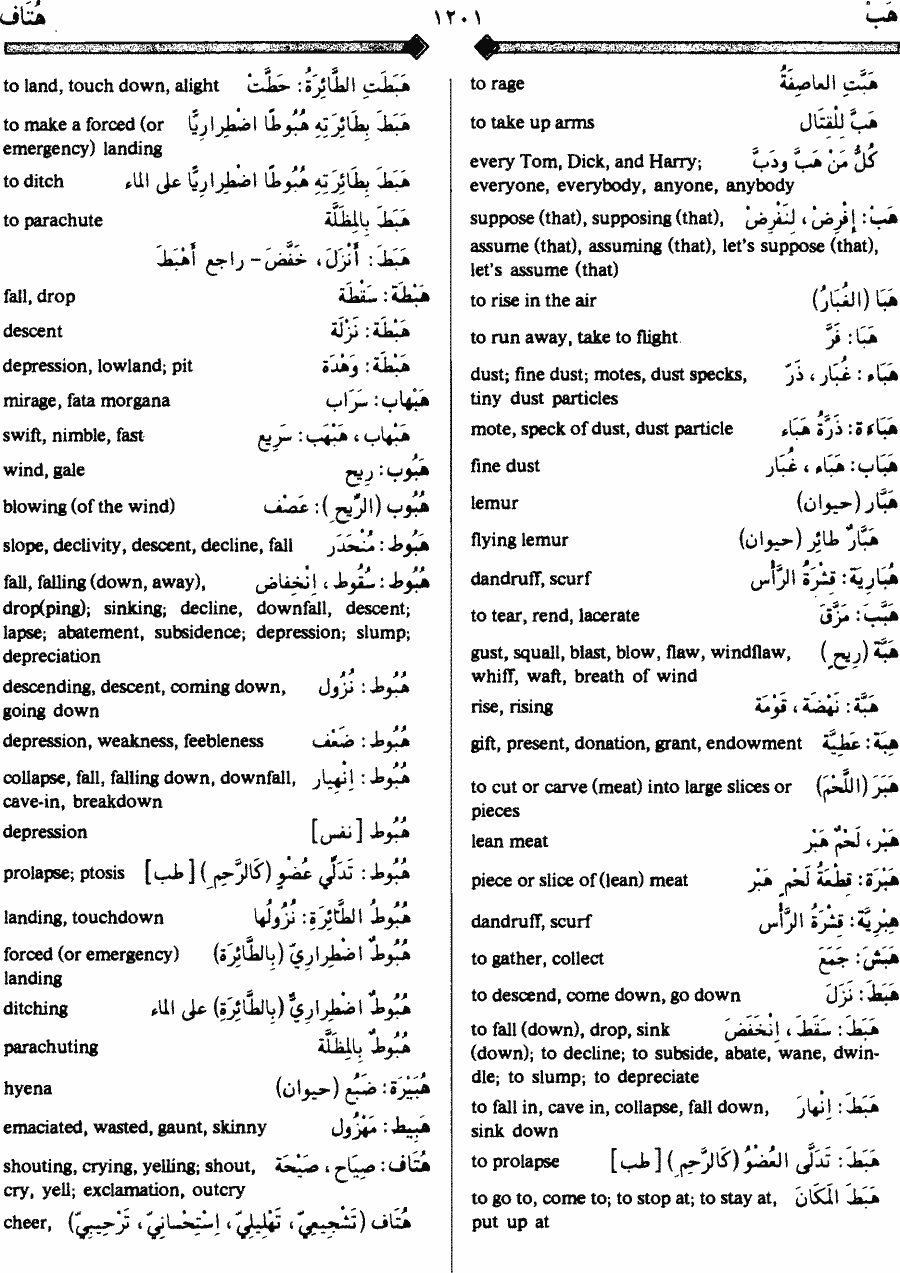 هَبْ ١٢٠١ هُتَاف
هَبَّتِ العاصِفَةُ to rage
هَبَّ لِلْقِتَال to take up arms
كُلُّ مَنْ هَبَّ ودَبَّ every Tom, Dick, and Harry;
everyone, everybody, anyone, anybody
هَبْ: إِفْرِضْ، لِنَفْرِضْ suppose (that), supposing (that),
assume (that), assuming (that), let's suppose (that),
let's assume (that)
هَبَا (الغُبَارُ) to rise in the air
هَبَا: فَرَّ to run away, take to flight
هَبَاء: غُبَار، ذَرّ dust; fine dust; motes, dust specks,
tiny dust particles
هَبَاءَة: ذَرَّةُ هَبَاء mote, speck of dust, dust particle
هَبَاب: هَبَاء، غُبَار fine dust
هَبَّار (حيوان) lemur
هَبَّارٌ طائِر (حيوان) flying lemur
هُبَارِيَة: قِشْرَةُ الرَّأْس dandruff, scurf
هَبَّبَ: مَزَّقَ to tear, rend, lacerate
هَبَّة (رِيحٍ) gust, squall, blast, blow, flaw, windflaw,
whiff, waft, breath of wind
هَبَّة: نَهْضَة، قَوْمَة rise, rising
هِبَة: عَطِيَّة gift, present, donation, grant, endowment
هَبَرَ (اللَّحْمَ) to cut or carve (meat) into large slices or
pieces
هَبْر، لَحْمٌ هَبْر lean meat
هَبْرَة: قِطْعَةُ لَحْمٍ هَبْر piece or slice of (lean) meat
هِبْرِيَة: قِشْرَةُ الرَّأْس dandruff, scurf
هَبَشَ: جَمَعَ to gather, collect
هَبَطَ: نَزَلَ to descend, come down, go down
هَبَطَ: سَقَطَ، انْخَفَضَ to fall (down), drop, sink
(down); to decline; to subside, abate, wane, dwin-
dle; to slump; to depreciate
هَبَطَ: إنْهارَ to fall in, cave in, collapse, fall down,
sink down
هَبَطَ: تَدَلَّى العُضْوُ (كَالرَّحِمِ) [طب] to prolapse
هَبَطَ المَكَانَ to go to, come to; to stop at; to stay at,
put up at
هَبَطَتِ الطَّائِرَةُ: حَطَّتْ to land, touch down, alight
هَبَطَ بِطَائِرَتِهِ هُبُوطًا اضْطِرارِيًّا to make a forced (or
emergency) landing
هَبَطَ بِطَائِرَتِهِ هُبُوطًا اضْطِرارِيًّا على الماء to ditch
هَبَطَ بِالمِظَلَّة to parachute
هَبَطَ: أَنْزَلَ، خَفَّضَ - راجع أَهْبَطَ
هَبْطَة: سَقْطَة fall, drop
هَبْطَة: نَزْلَة descent
هَبْطَة: وَهْدَة depression, lowland; pit
هَبْهاب: سَرَاب mirage, fata morgana
هَبْهاب، هَبْهَب: سَرِيع swift, nimble, fast
هَبُوب: رِيح wind, gale
هُبُوب (الرِّيحِ): عَصْف blowing (of the wind)
هَبُوط: مُنْحَدَر slope, declivity, descent, decline, fall
هُبُوط: سُقُوط، إنْخِفاض fall, falling (down, away),
drop(ping); sinking; decline, downfall, descent;
lapse; abatement, subsidence; depression; slump;
depreciation
هُبُوط: نُزُول descending, descent, coming down,
going down
هُبُوط: ضَعْف depression, weakness, feebleness
هُبُوط: إنْهِيَار collapse, fall, falling down, downfall,
cave-in, breakdown
هُبُوط [نفس] depression
هُبُوط: تَدَلِّي عُضْوٍ (كَالرَّحِمِ) [طب] prolapse; ptosis
هُبُوطُ الطَّائِرَةِ: نُزُولُها landing, touchdown
هُبُوطٌ اضْطِرارِيّ (بِالطَّائِرَة) forced (or emergency)
landing
هُبُوطٌ اضْطِرارِيٌّ (بِالطَّائِرَة) على الماء ditching
هُبُوطٌ بِالمِظَلَّة parachuting
هُبَيْرَة: ضَبُع (حيوان) hyena
هَبِيط: مَهْزُول emaciated, wasted, gaunt, skinny
هُتَاف: صِيَاح، صَيْحَة shouting, crying, yelling; shout,
cry, yell; exclamation, outcry
هُتَاف (تَشْجِيعِيّ، تَهْلِيلِيّ، إسْتِحْسانِيّ، تَرْحِيبِيّ) cheer,